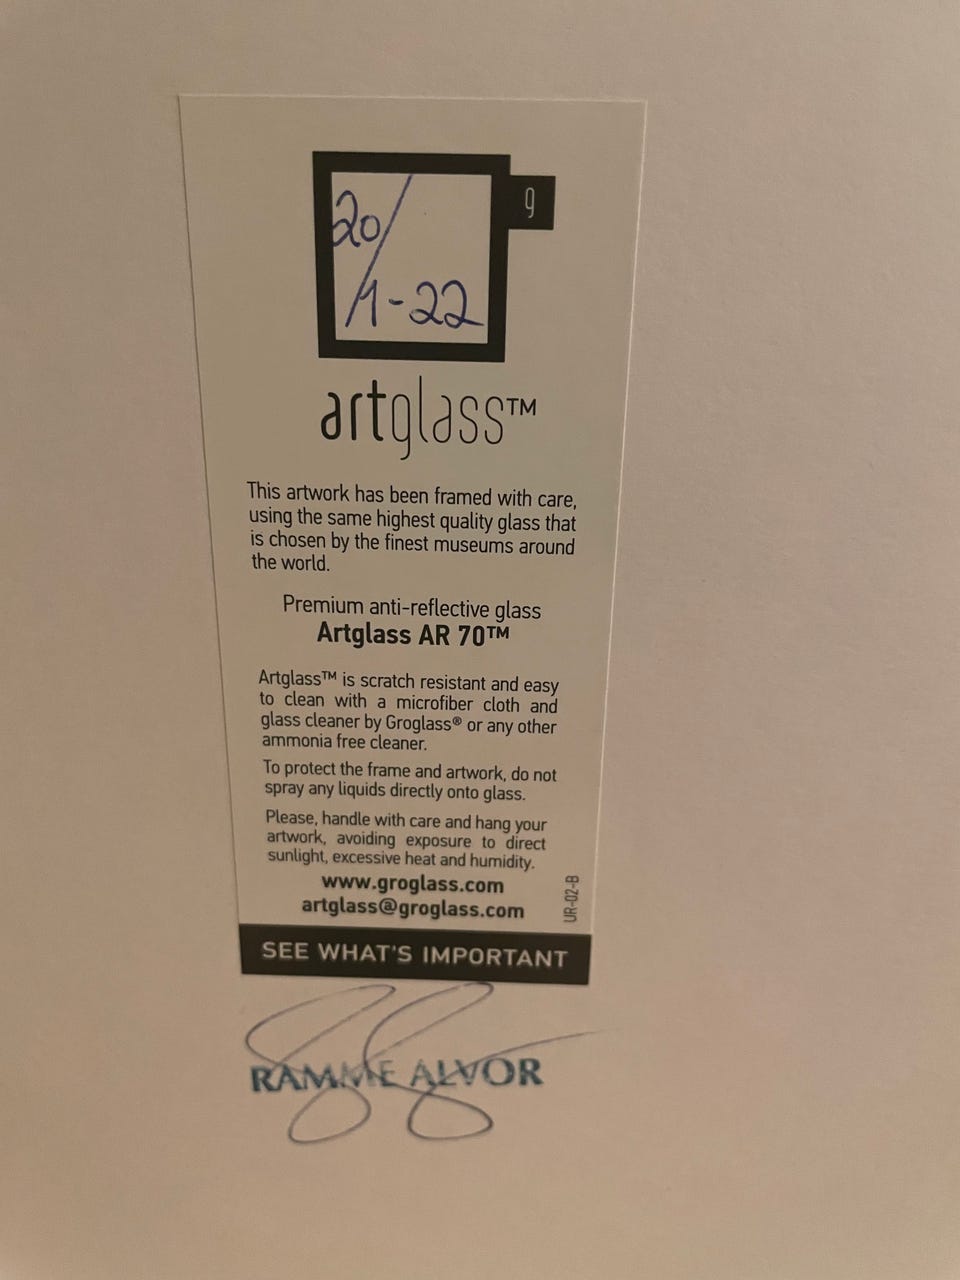 20/
1-22
g
artglass™
This artwork has been framed with care,
using the same highest quality glass that
is chosen by the finest museums around
the world.
Premium anti-reflective glass
Artglass AR 70™
Artglass™ is scratch resistant and easy
to clean with a microfiber cloth and
glass cleaner by Groglass® or any other
ammonia free cleaner.
To protect the frame and artwork, do not
spray any liquids directly onto glass.
Please, handle with care and hang your
artwork, avoiding exposure to direct
sunlight, excessive heat and humidity.
www.groglass.com
artglass@groglass.com
UR-02-B
SEE WHAT'S IMPORTANT
RAMME ALVOR